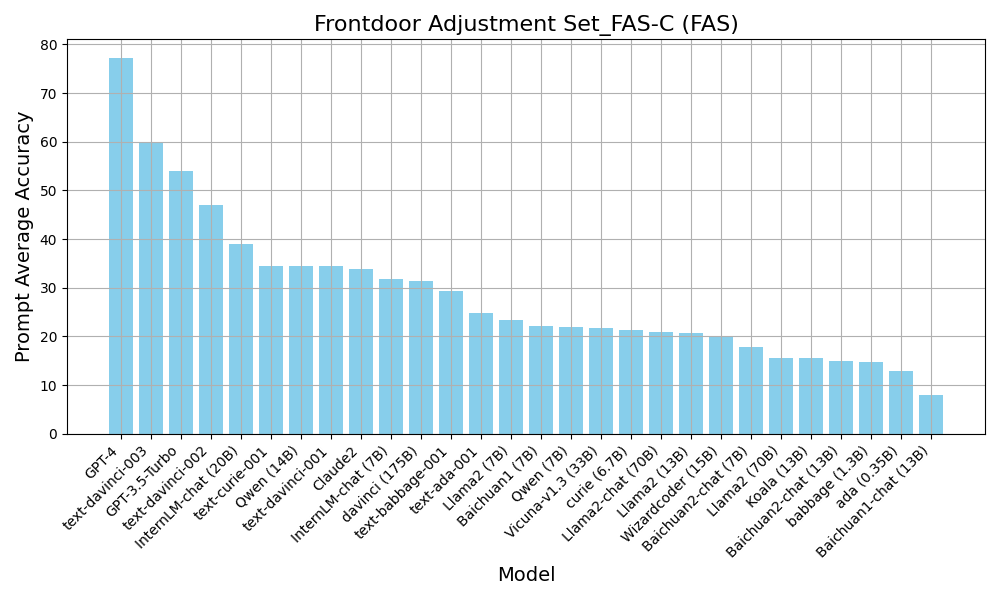 Frontdoor Adjustment Set_FAS-C (FAS)
Prompt Average Accuracy
80
70
60
50
40
30
20
10
0
GPT-4
text-davinci-003
GPT-3.5-Turbo
text-davinci-002
InternLM-chat (20B)
text-curie-001
Qwen (14B)
text-davinci-001
Claude2
InternLM-chat (7B)
davinci (175B)
text-babbage-001
text-ada-001
Llama2 (7B)
Baichuan1 (7B)
Qwen (7B)
Vicuna-v1.3 (33B)
curie (6.7B)
Llama2-chat (70B)
Llama2 (13B)
Wizardcoder (15B)
Baichuan2-chat (7B)
Llama2 (70B)
Koala (13B)
Baichuan2-chat (13B)
babbage (1.3B)
ada (0.35B)
Baichuan1-chat (13B)
Model